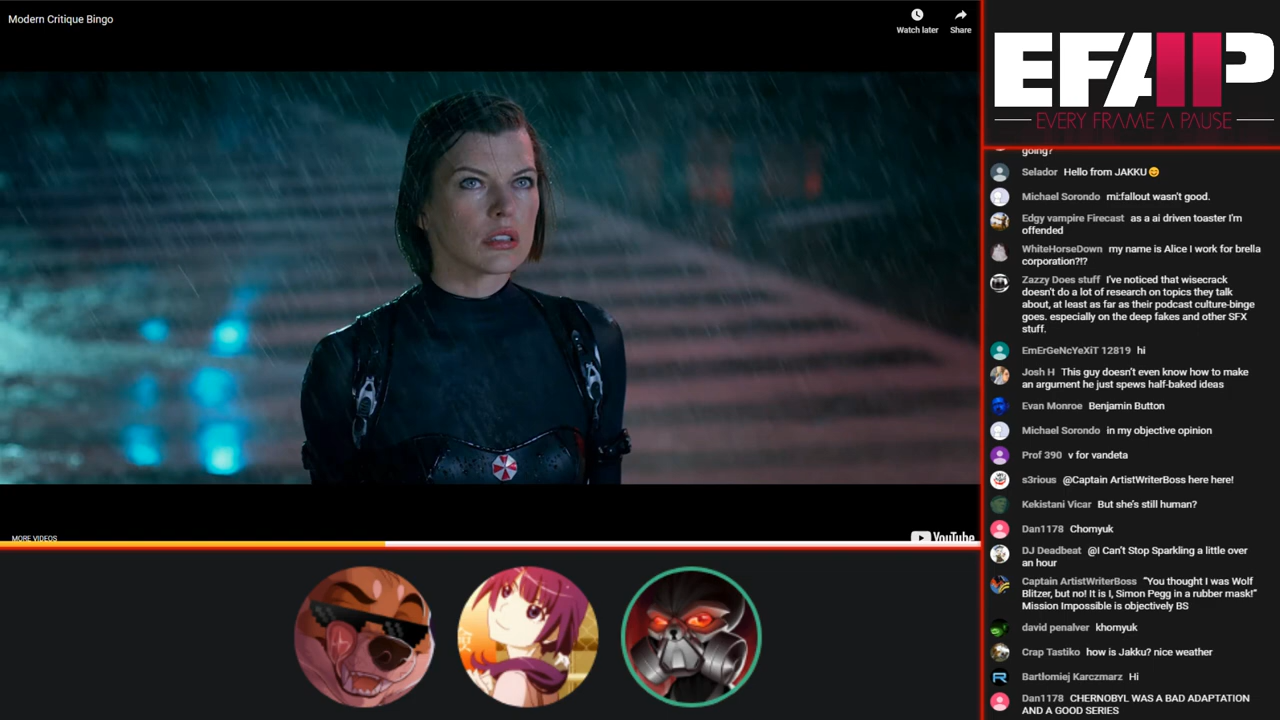 Modern Critique Bingo
Watch later
Share
MORE VIDEOS
YouTube
EFAP
EVERY FRAME A PAUSE
going?
Selador Hello from JAKKU😊
Michael Sorondo mi:fallout wasn't good.
Edgy vampire Firecast as a ai driven toaster I'm
offended
WhiteHorseDown my name is Alice I work for brella
corporation?!?
Zazzy Does stuff I've noticed that wisecrack
doesn't do a lot of research on topics they talk
about, at least as far as their podcast culture-binge
goes. especially on the deep fakes and other SFX
stuff.
EmErGeNcYeXiT 12819 hi
Josh H This guy doesn't even know how to make
an argument he just spews half-baked ideas
Evan Monroe Benjamin Button
Michael Sorondo in my objective opinion
Prof 390 v for vandeta
s3rious @Captain ArtistWriterBoss here here!
Kekistani Vicar But she's still human?
Dan1178 Chomyuk
DJ Deadbeat @I Can't Stop Sparkling a little over
an hour
Captain ArtistWriterBoss "You thought I was Wolf
Blitzer, but no! It is I, Simon Pegg in a rubber mask!"
Mission Impossible is objectively BS
david penalver khomyuk
Crap Tastiko how is Jakku? nice weather
Bartłomiej Karczmarz Hi
Dan1178 CHERNOBYL WAS A BAD ADAPTATION
AND A GOOD SERIES